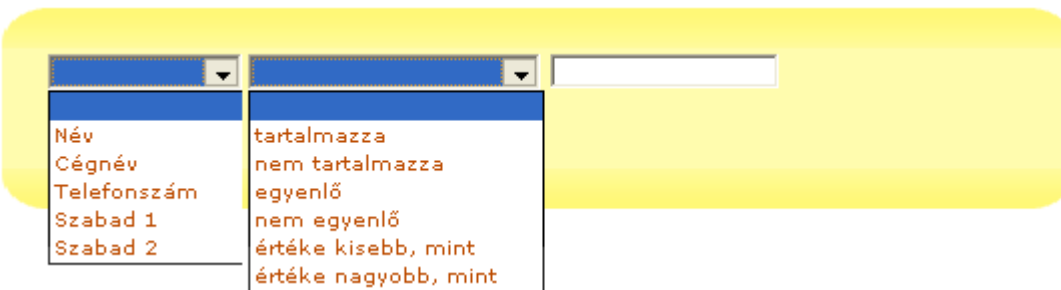 Név
Cégnév
Telefonszám
Szabad 1
Szabad 2
tartalmazza
nem tartalmazza
egyenlő
nem egyenlő
értéke kisebb, mint
értéke nagyobb, mint